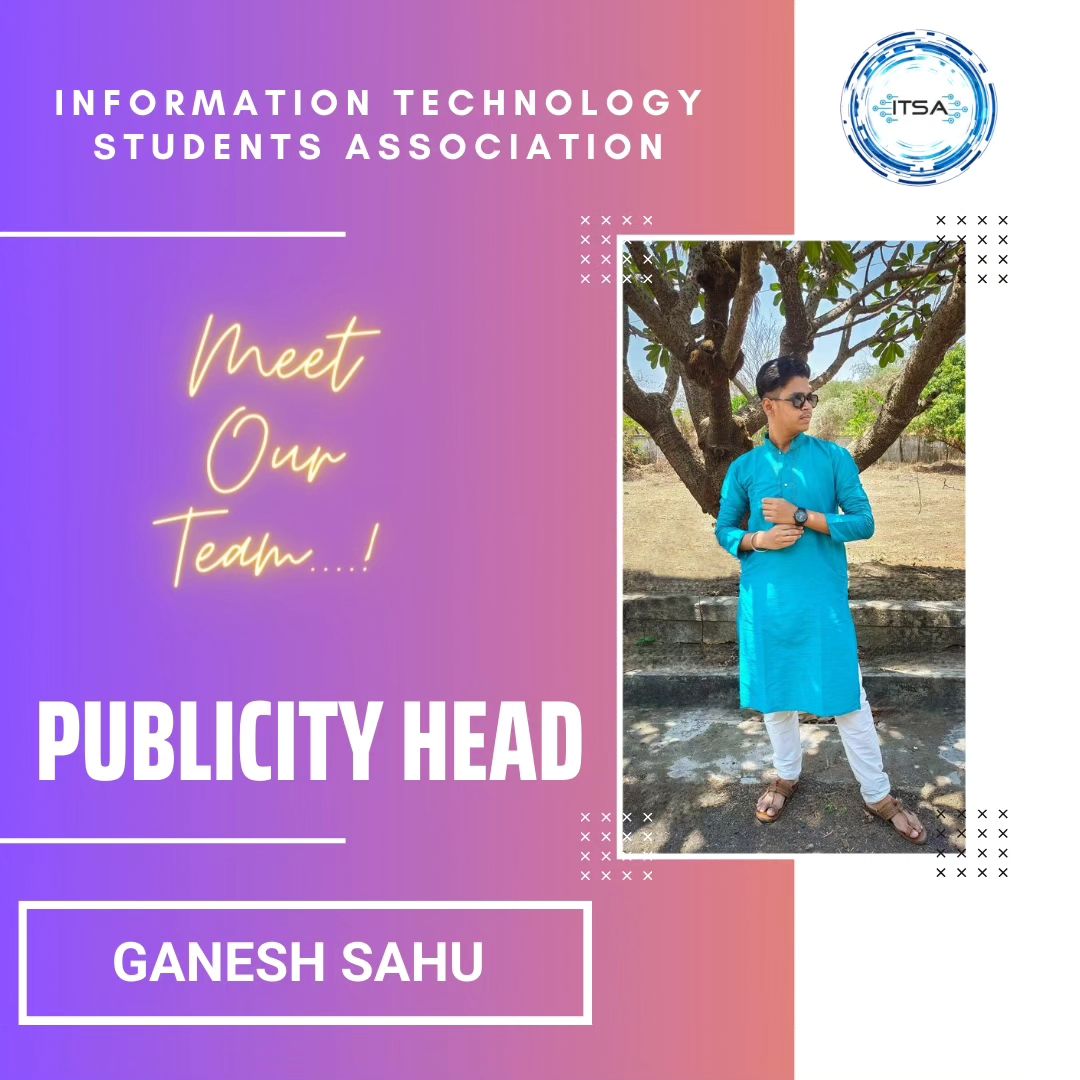 INFORMATION TECHNOLOGY
STUDENTS ASSOCIATION
ITSA
Meet
Our
Team....!
PUBLICITY HEAD
GANESH SAHU